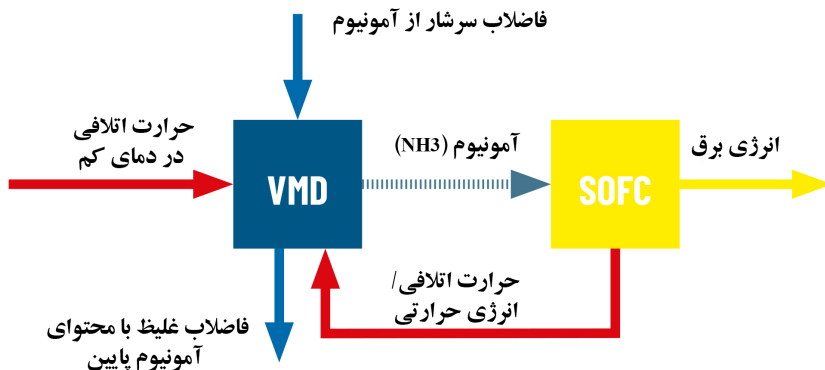 فاضلاب سرشار از آمونیوم
حرارت اتلافی
در دمای کم
VMD
آمونیوم (NH3)
SOFC
انرژی برق
حرارت اتلافی/
انرژی حرارتی
فاضلاب غلیظ با محتوای
آمونیوم پایین